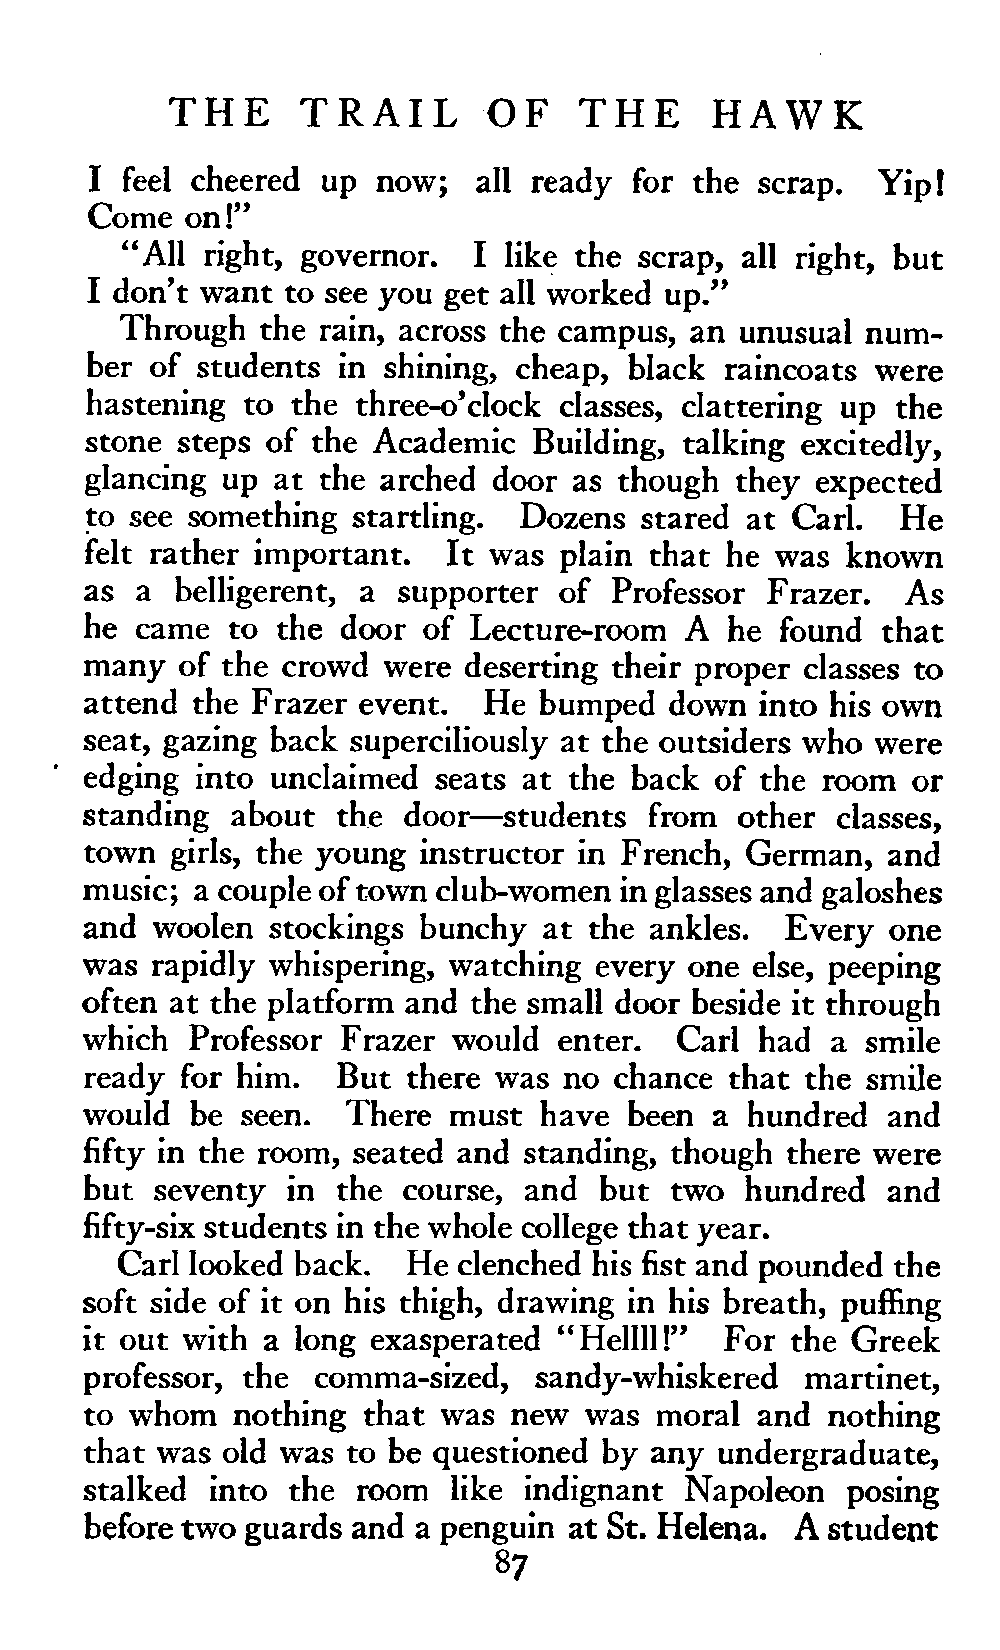 THE TRAIL OF THE HAWK
I feel cheered up now; all ready for the scrap. Yip!
Come on!"
"All right, governor. I like the scrap, all right, but
I don't want to see you get all worked up."
Through the rain, across the campus, an unusual num-
ber of students in shining, cheap, black raincoats were
hastening to the three-o'clock classes, clattering up the
stone steps of the Academic Building, talking excitedly,
glancing up at the arched door as though they expected
to see something startling. Dozens stared at Carl. He
felt rather important. It was plain that he was known
as a belligerent, a supporter of Professor Frazer. As
he came to the door of Lecture-room A he found that
many of the crowd were deserting their proper classes to
attend the Frazer event. He bumped down into his own
seat, gazing back superciliously at the outsiders who were
edging into unclaimed seats at the back of the room or
standing about the door—students from other classes,
town girls, the young instructor in French, German, and
music; a couple of town club-women in glasses and galoshes
and woolen stockings bunchy at the ankles. Every one
was rapidly whispering, watching every one else, peeping
often at the platform and the small door beside it through
which Professor Frazer would enter. Carl had a smile
ready for him. But there was no chance that the smile
would be seen. There must have been a hundred and
fifty in the room, seated and standing, though there were
but seventy in the course, and but two hundred and
fifty-six students in the whole college that year.
Carl looked back. He clenched his fist and pounded the
soft side of it on his thigh, drawing in his breath, puffing
it out with a long exasperated "Hellll!" For the Greek
professor, the comma-sized, sandy-whiskered martinet,
to whom nothing that was new was moral and nothing
that was old was to be questioned by any undergraduate,
stalked into the room like indignant Napoleon posing
before two guards and a penguin at St. Helena. A student
87